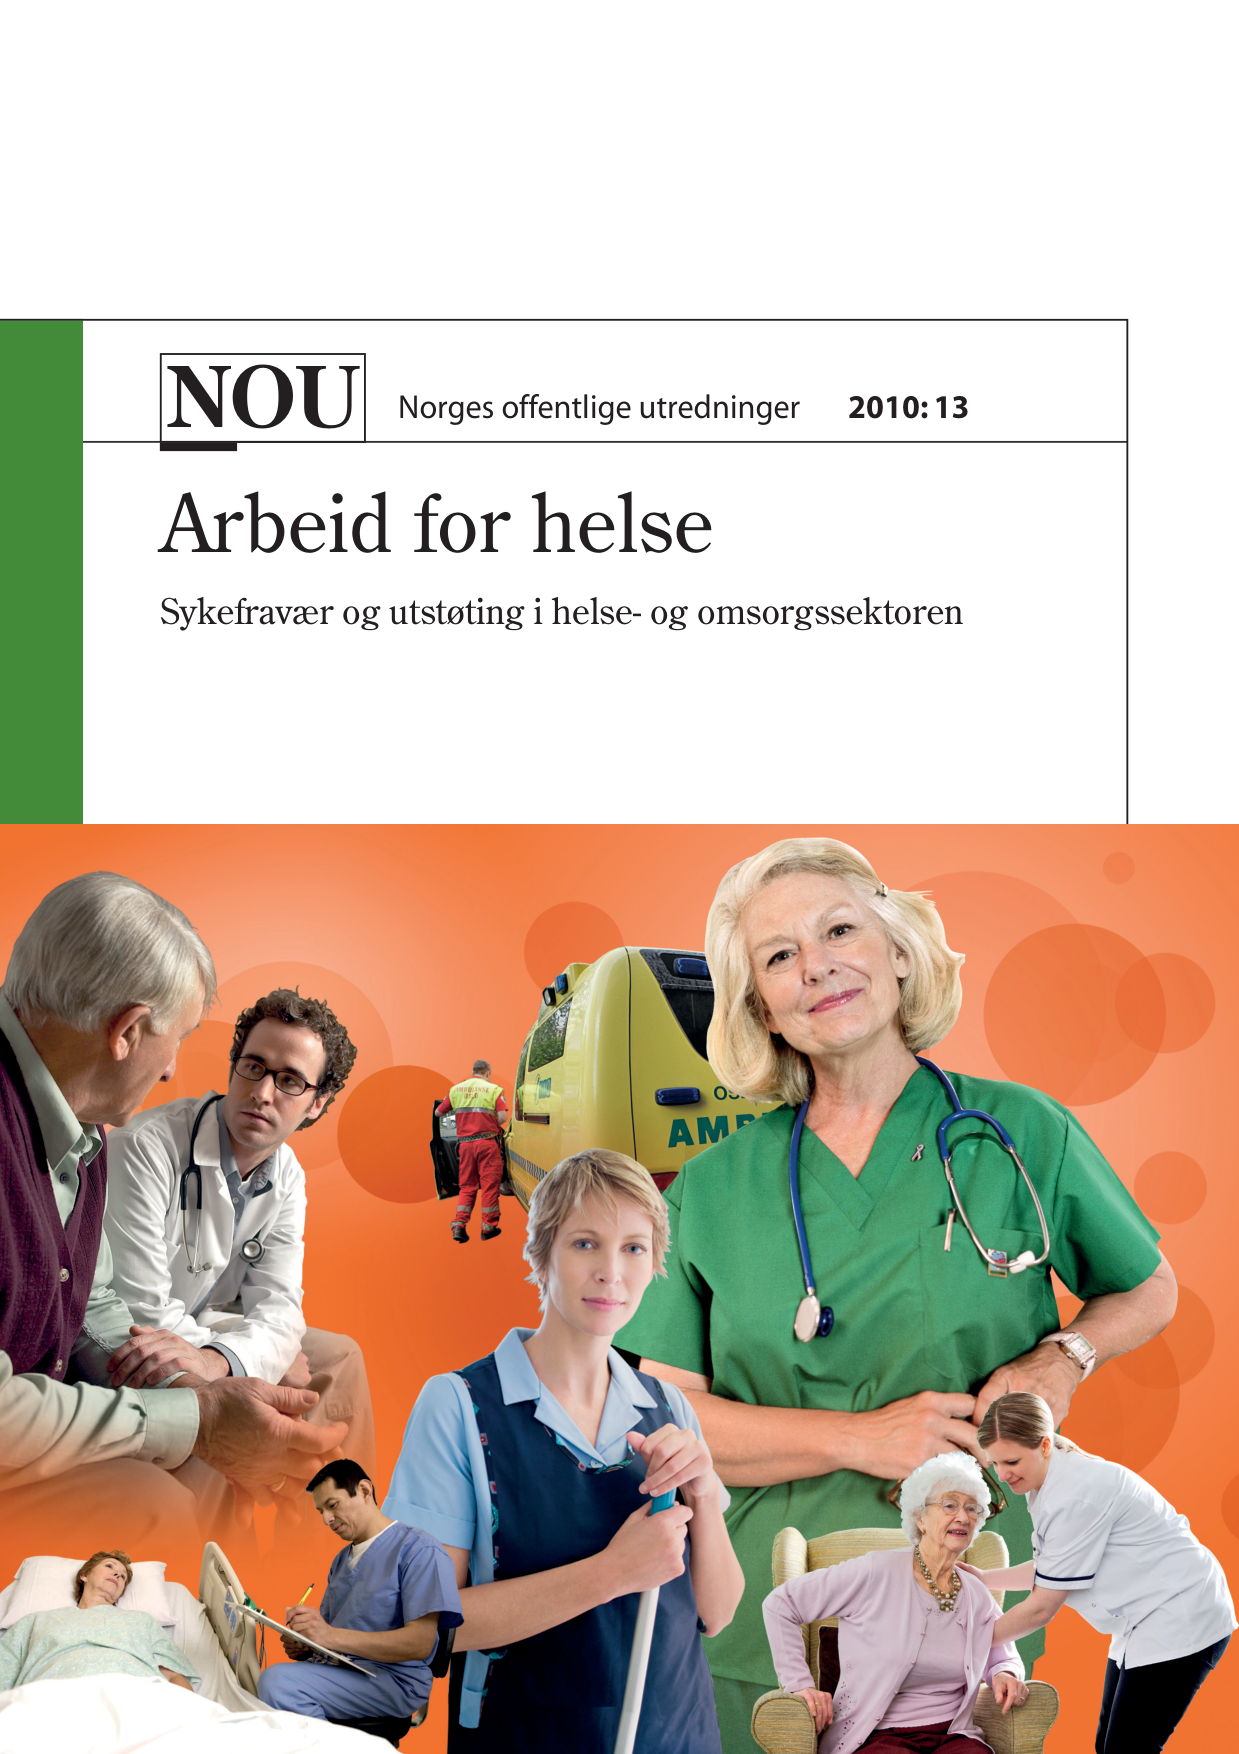 NOU
Norges offentlige utredninger 2010: 13
Arbeid for helse
Sykefravær og utstøting i helse- og omsorgssektoren